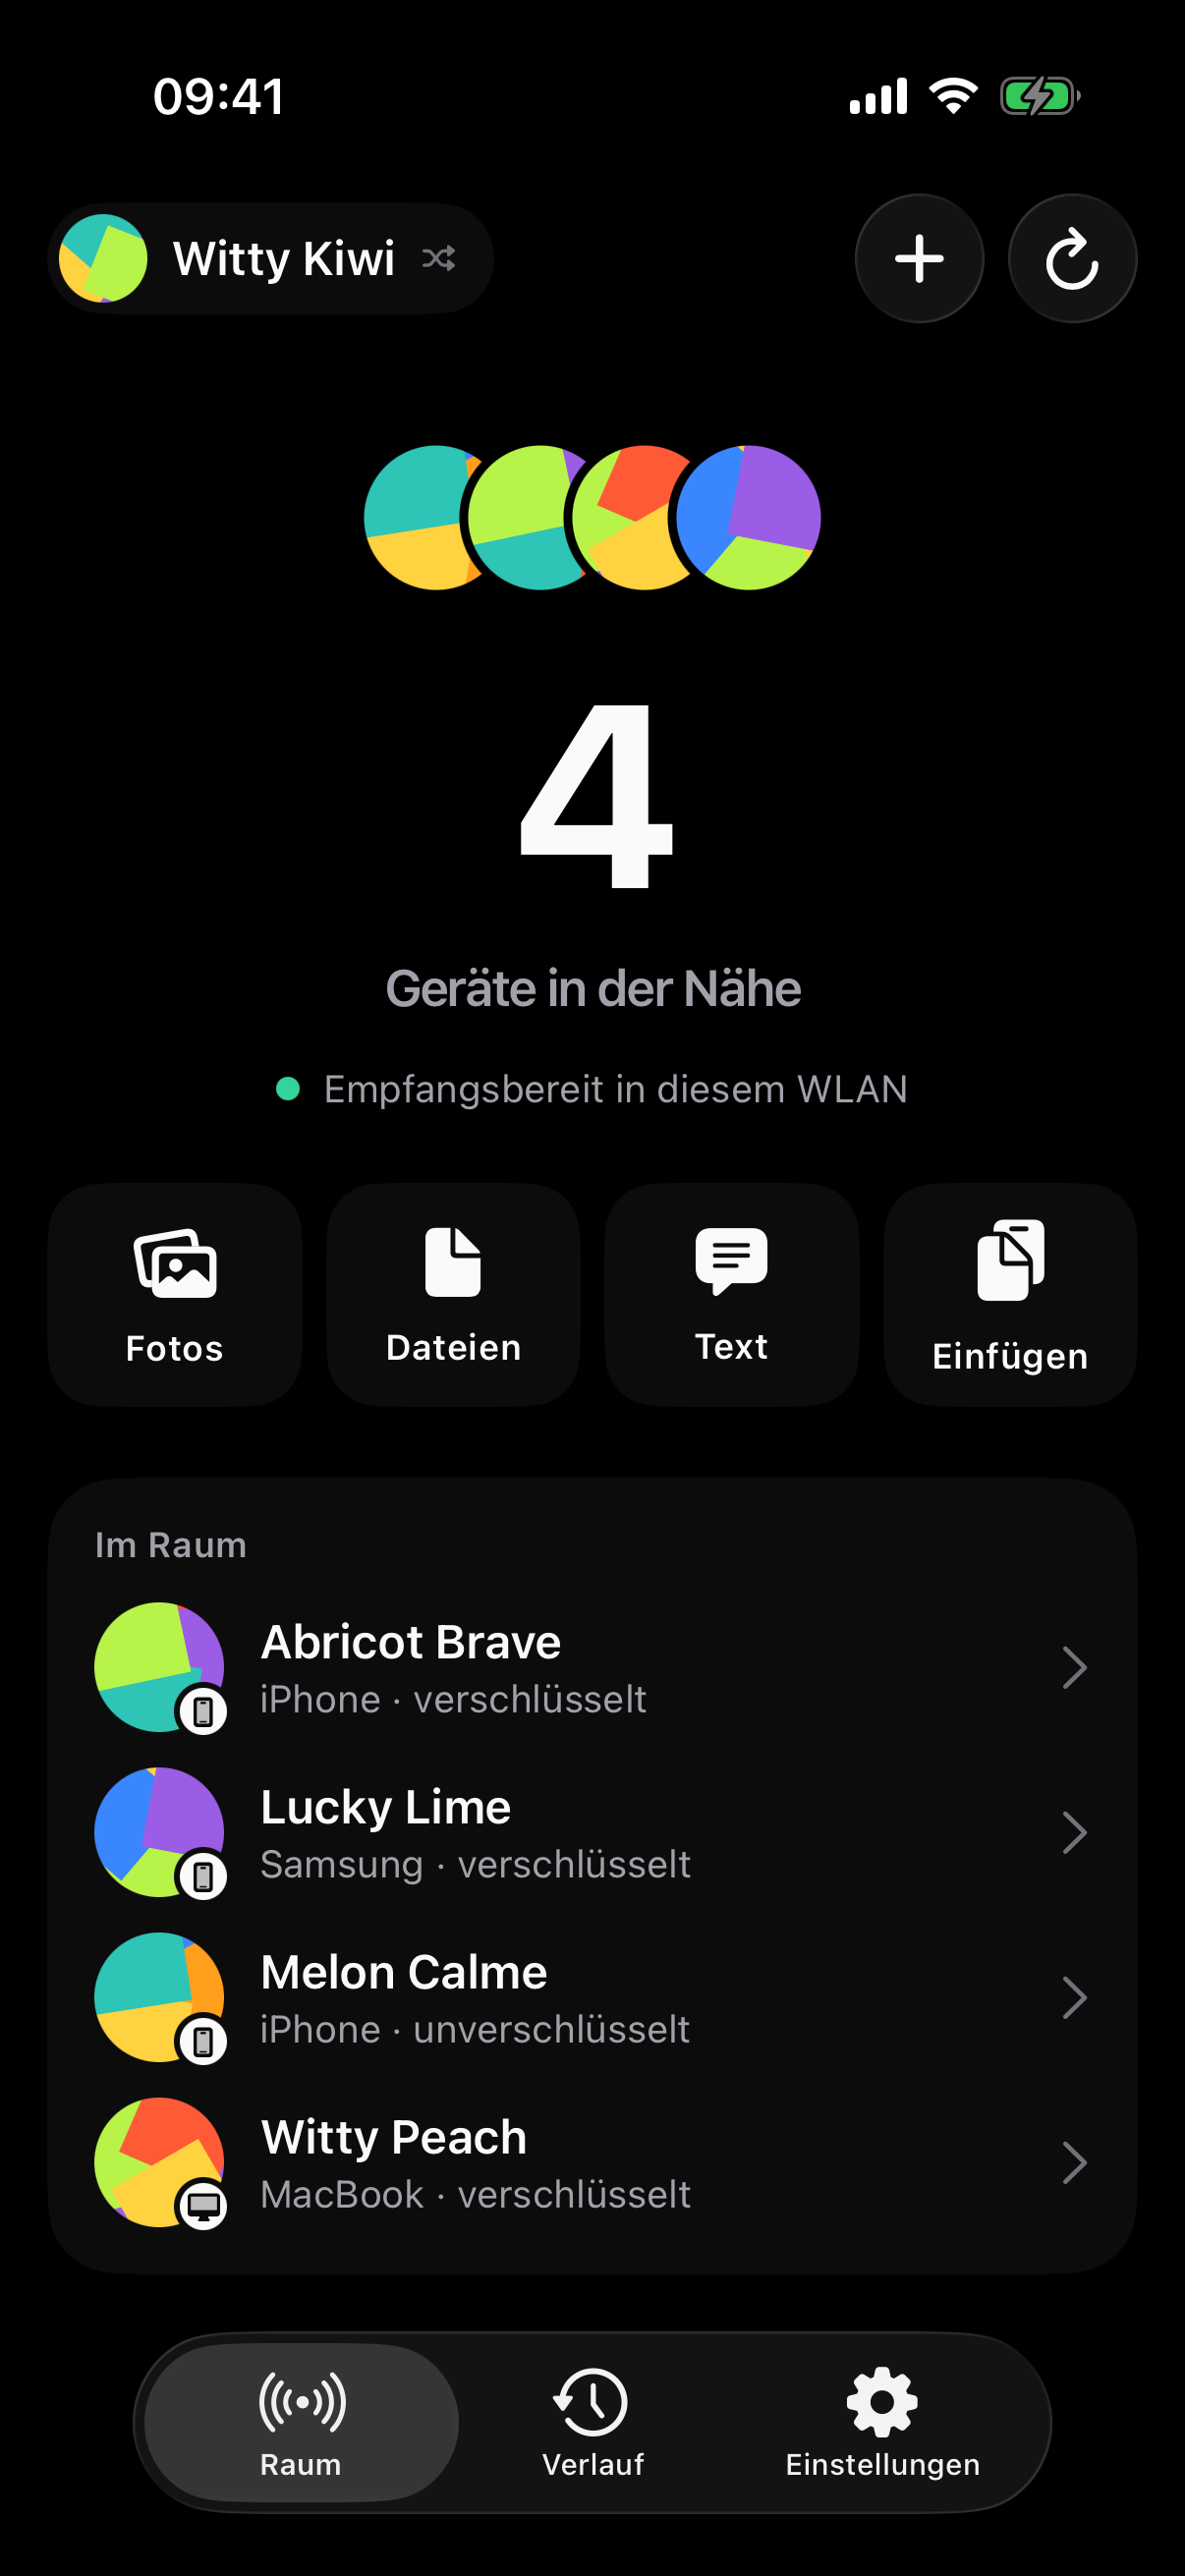 09:41
Witty Kiwi
4
Geräte in der Nähe
Empfangsbereit in diesem WLAN
Fotos
Dateien
Text
Einfügen
Im Raum
Abricot Brave
iPhone · verschlüsselt
Lucky Lime
Samsung · verschlüsselt
Melon Calme
iPhone · unverschlüsselt
Witty Peach
MacBook · verschlüsselt
Raum
Verlauf
Einstellungen